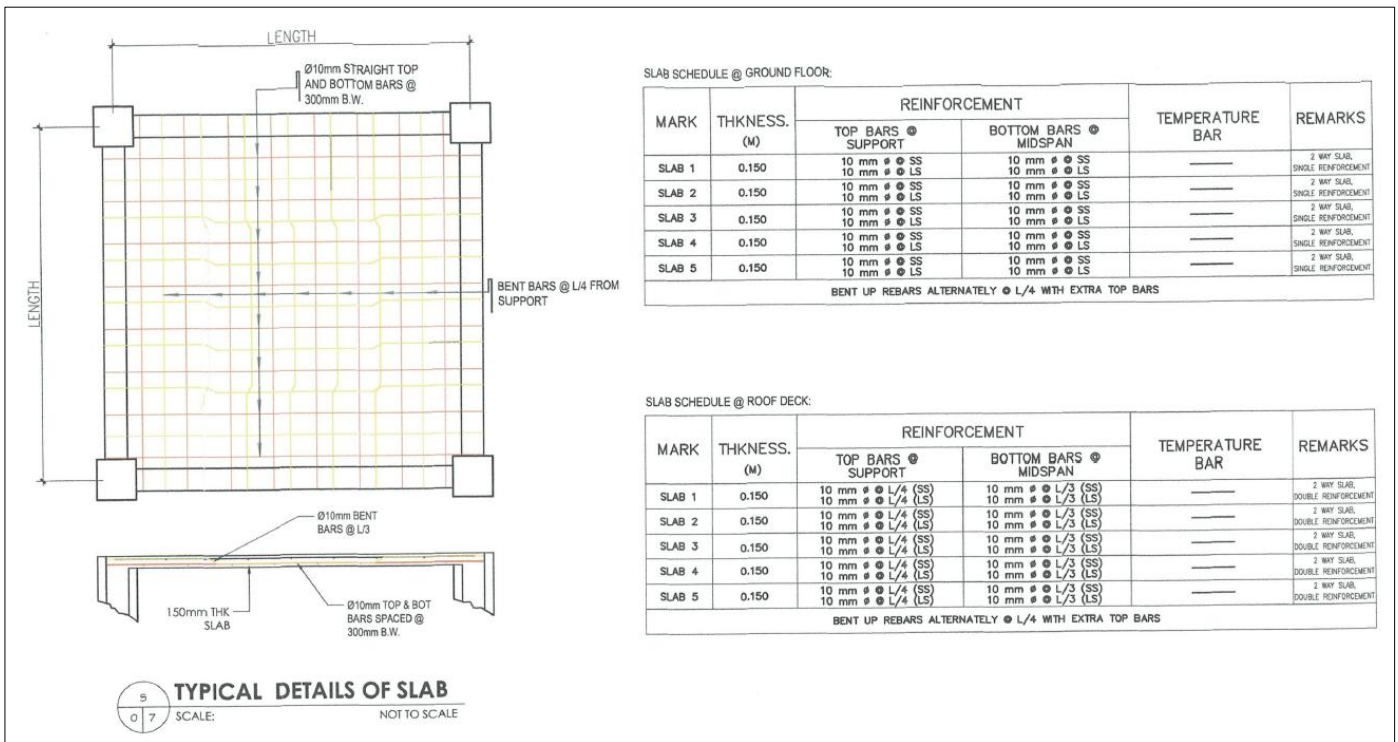 LENGTH
Ø10mm STRAIGHT TOP
AND BOTTOM BARS @
300mm B.W.
LENGTH
BENT BARS @ L/4 FROM
SUPPORT
Ø10mm BENT
BARS @ L/3
150mm THK
SLAB
Ø10mm TOP & BOT
BARS SPACED @
300mm B.W.
5
0 7
TYPICAL DETAILS OF SLAB
SCALE: NOT TO SCALE
SLAB SCHEDULE @ GROUND FLOOR:
MARK THKNESS. (M) REINFORCEMENT TEMPERATURE BAR REMARKS
TOP BARS @ SUPPORT BOTTOM BARS @ MIDSPAN
SLAB 1 0.150 10 mm ø @ SS 10 mm ø @ SS 2 WAY SLAB,
10 mm ø @ LS 10 mm ø @ LS SINGLE REINFORCEMENT
SLAB 2 0.150 10 mm ø @ SS 10 mm ø @ SS 2 WAY SLAB,
10 mm ø @ LS 10 mm ø @ LS SINGLE REINFORCEMENT
SLAB 3 0.150 10 mm ø @ SS 10 mm ø @ SS 2 WAY SLAB,
10 mm ø @ LS 10 mm ø @ LS SINGLE REINFORCEMENT
SLAB 4 0.150 10 mm ø @ SS 10 mm ø @ SS 2 WAY SLAB,
10 mm ø @ LS 10 mm ø @ LS SINGLE REINFORCEMENT
SLAB 5 0.150 10 mm ø @ SS 10 mm ø @ SS 2 WAY SLAB,
10 mm ø @ LS 10 mm ø @ LS SINGLE REINFORCEMENT
BENT UP REBARS ALTERNATELY @ L/4 WITH EXTRA TOP BARS
SLAB SCHEDULE @ ROOF DECK:
MARK THKNESS. (M) REINFORCEMENT TEMPERATURE BAR REMARKS
TOP BARS @ SUPPORT BOTTOM BARS @ MIDSPAN
SLAB 1 0.150 10 mm ø @ L/4 (SS) 10 mm ø @ L/3 (SS) 2 WAY SLAB,
10 mm ø @ L/4 (LS) 10 mm ø @ L/3 (LS) DOUBLE REINFORCEMENT
SLAB 2 0.150 10 mm ø @ L/4 (SS) 10 mm ø @ L/3 (SS) 2 WAY SLAB,
10 mm ø @ L/4 (LS) 10 mm ø @ L/3 (LS) DOUBLE REINFORCEMENT
SLAB 3 0.150 10 mm ø @ L/4 (SS) 10 mm ø @ L/3 (SS) 2 WAY SLAB,
10 mm ø @ L/4 (LS) 10 mm ø @ L/3 (LS) DOUBLE REINFORCEMENT
SLAB 4 0.150 10 mm ø @ L/4 (SS) 10 mm ø @ L/3 (SS) 2 WAY SLAB,
10 mm ø @ L/4 (LS) 10 mm ø @ L/3 (LS) DOUBLE REINFORCEMENT
SLAB 5 0.150 10 mm ø @ L/4 (SS) 10 mm ø @ L/3 (SS) 2 WAY SLAB,
10 mm ø @ L/4 (LS) 10 mm ø @ L/3 (LS) DOUBLE REINFORCEMENT
BENT UP REBARS ALTERNATELY @ L/4 WITH EXTRA TOP BARS